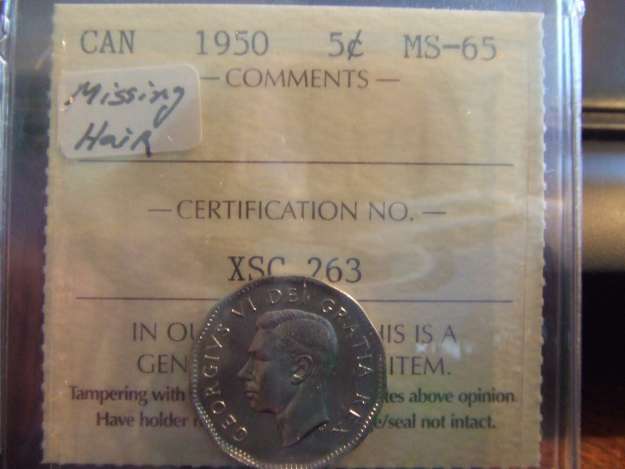 CAN 1950 5¢ MS-65
— COMMENTS —
Missing
Hair
— CERTIFICATION NO. —
XSC 263
IN OU IS IS A
GEN ITEM.
Tampering with tes above opinion
Have holder e/seal not intact.
GEORGIVS VI DEI GRATIA REX